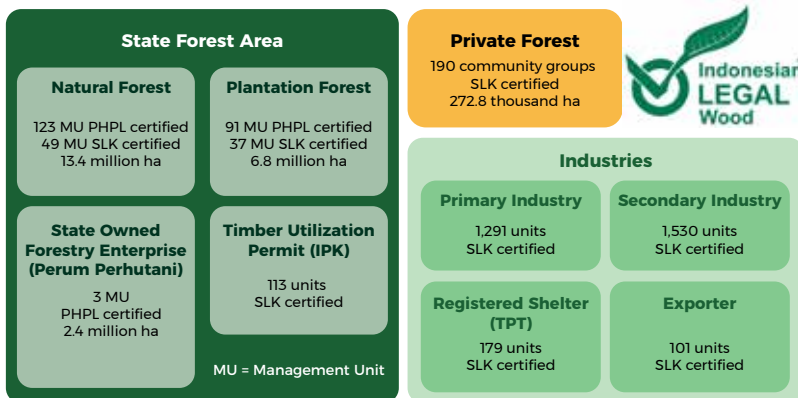 State Forest Area
Natural Forest
123 MU PHPL certified
49 MU SLK certified
13.4 million ha
Plantation Forest
91 MU PHPL certified
37 MU SLK certified
6.8 million ha
State Owned
Forestry Enterprise
(Perum Perhutani)
3 MU
PHPL certified
2.4 million ha
Timber Utilization
Permit (IPK)
113 units
SLK certified
MU = Management Unit
Private Forest
190 community groups
SLK certified
272.8 thousand ha
Indonesian
LEGAL
Wood
Industries
Primary Industry
1,291 units
SLK certified
Secondary Industry
1,530 units
SLK certified
Registered Shelter
(TPT)
179 units
SLK certified
Exporter
101 units
SLK certified